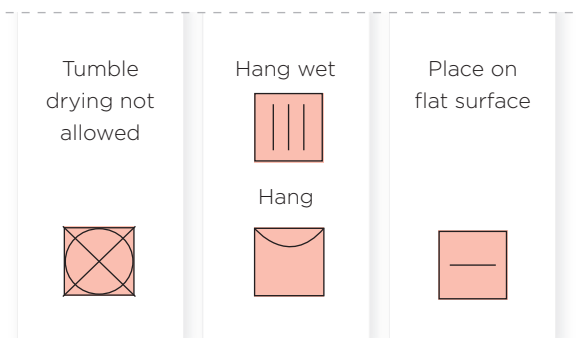 Tumble
drying not
allowed
Hang wet
Hang
Place on
flat surface